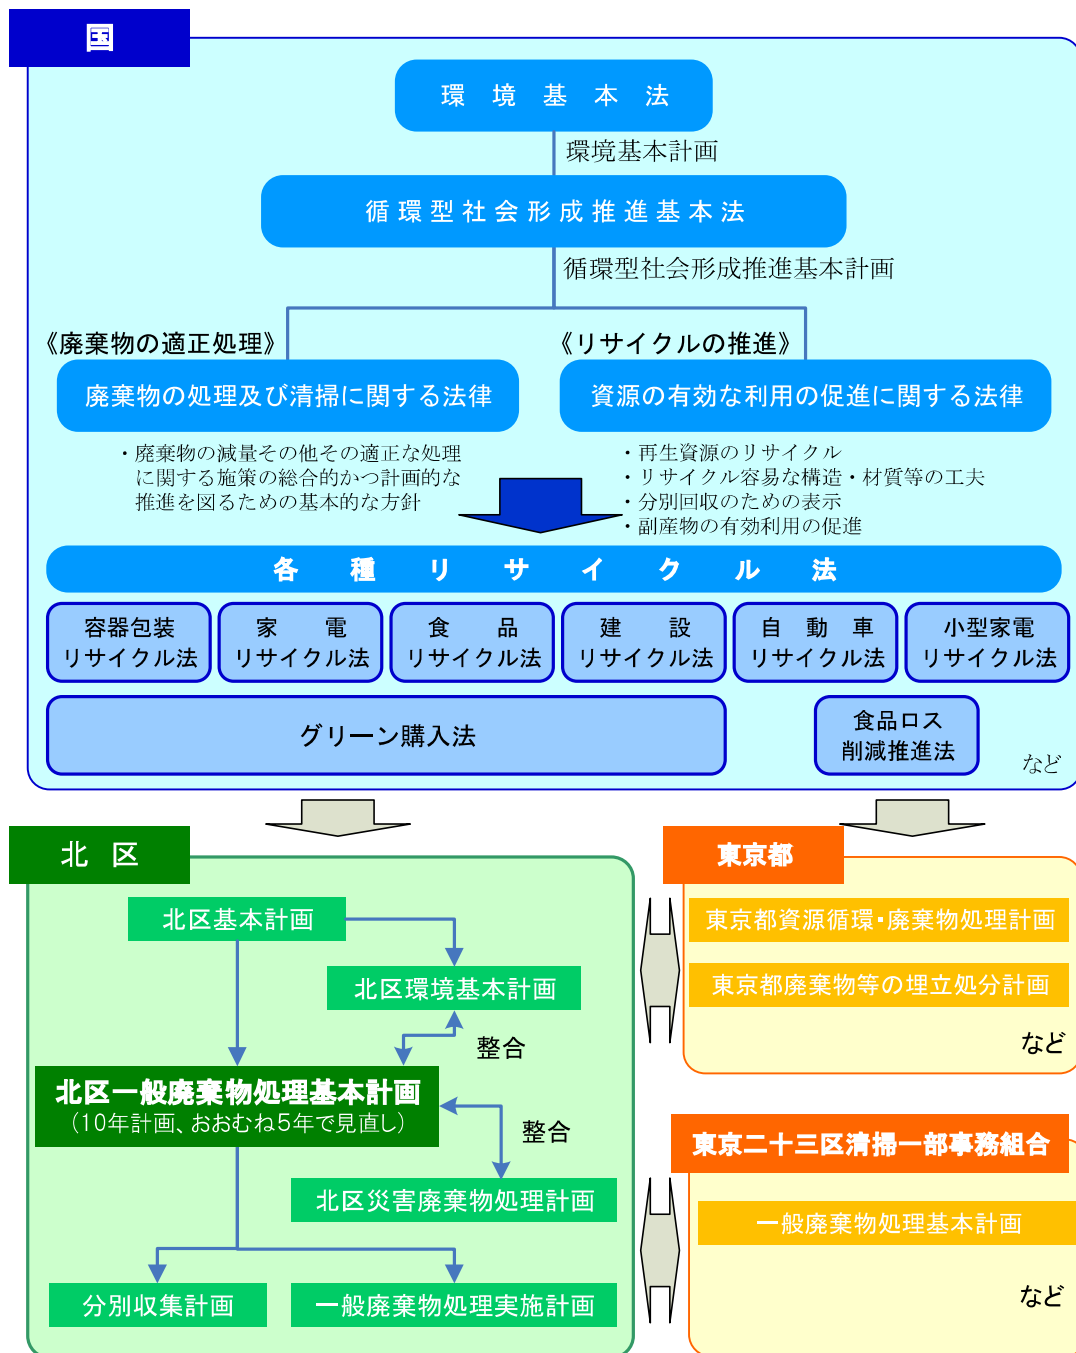 国
環境基本法
環境基本計画
循環型社会形成推進基本法
循環型社会形成推進基本計画
《廃棄物の適正処理》
《リサイクルの推進》
廃棄物の処理及び清掃に関する法律
資源の有効な利用の促進に関する法律
・廃棄物の減量その他その適正な処理
に関する施策の総合的かつ計画的な
推進を図るための基本的な方針
・再生資源のリサイクル
・リサイクル容易な構造・材質等の工夫
・分別回収のための表示
・副産物の有効利用の促進
各種リサイクル法
容器包装
リサイクル法
家電
リサイクル法
食品
リサイクル法
建設
リサイクル法
自動車
リサイクル法
小型家電
リサイクル法
グリーン購入法
食品ロス
削減推進法
など
北区
北区基本計画
北区環境基本計画
整合
北区一般廃棄物処理基本計画
（10年計画、おおむね5年で見直し）
整合
北区災害廃棄物処理計画
分別収集計画
一般廃棄物処理実施計画
東京都
東京都資源循環・廃棄物処理計画
東京都廃棄物等の埋立処分計画
など
東京二十三区清掃一部事務組合
一般廃棄物処理基本計画
など